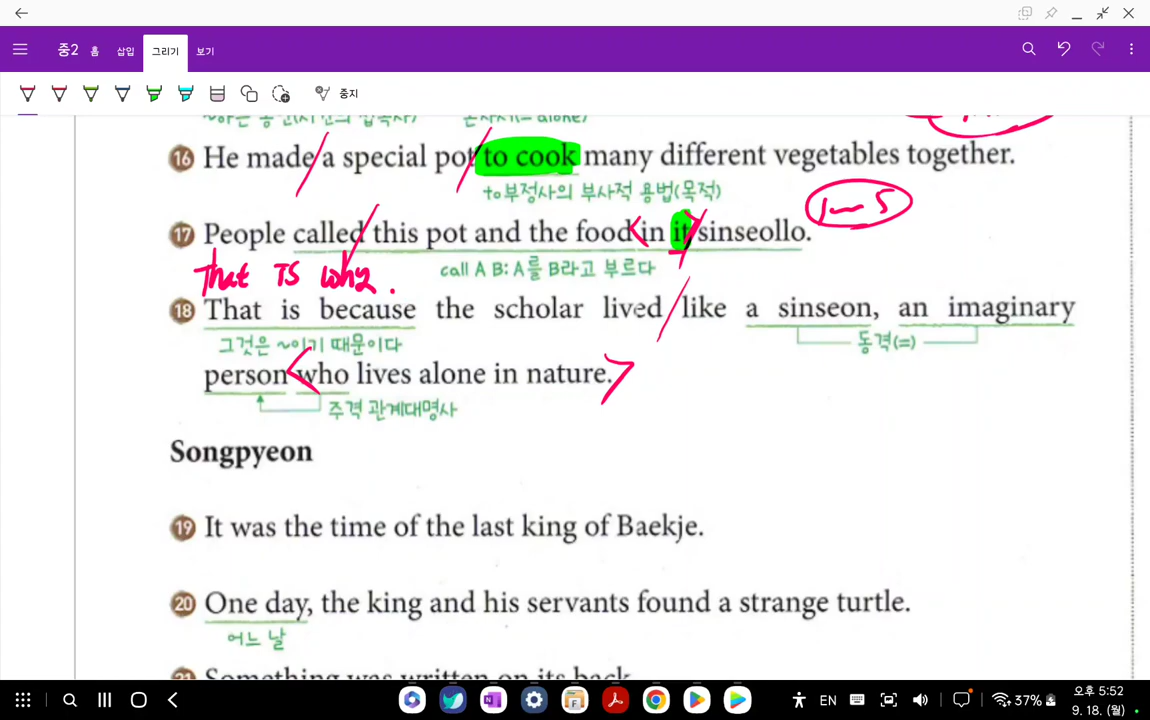 중2 홈 삽입 그리기 보기
중지
16 He made a special pot to cook many different vegetables together.
to부정사의 부사적 용법(목적)
17 People called this pot and the food in it sinseollo.
call A B: A를 B라고 부르다
That is why.
18 That is because the scholar lived like a sinseon, an imaginary
그것은 ~이기 때문이다
동격(=)
person who lives alone in nature.
주격 관계대명사
Songpyeon
19 It was the time of the last king of Baekje.
20 One day, the king and his servants found a strange turtle.
어느 날
Something was written on its back.
EN 37% 오후 5:52
9. 18. (월)